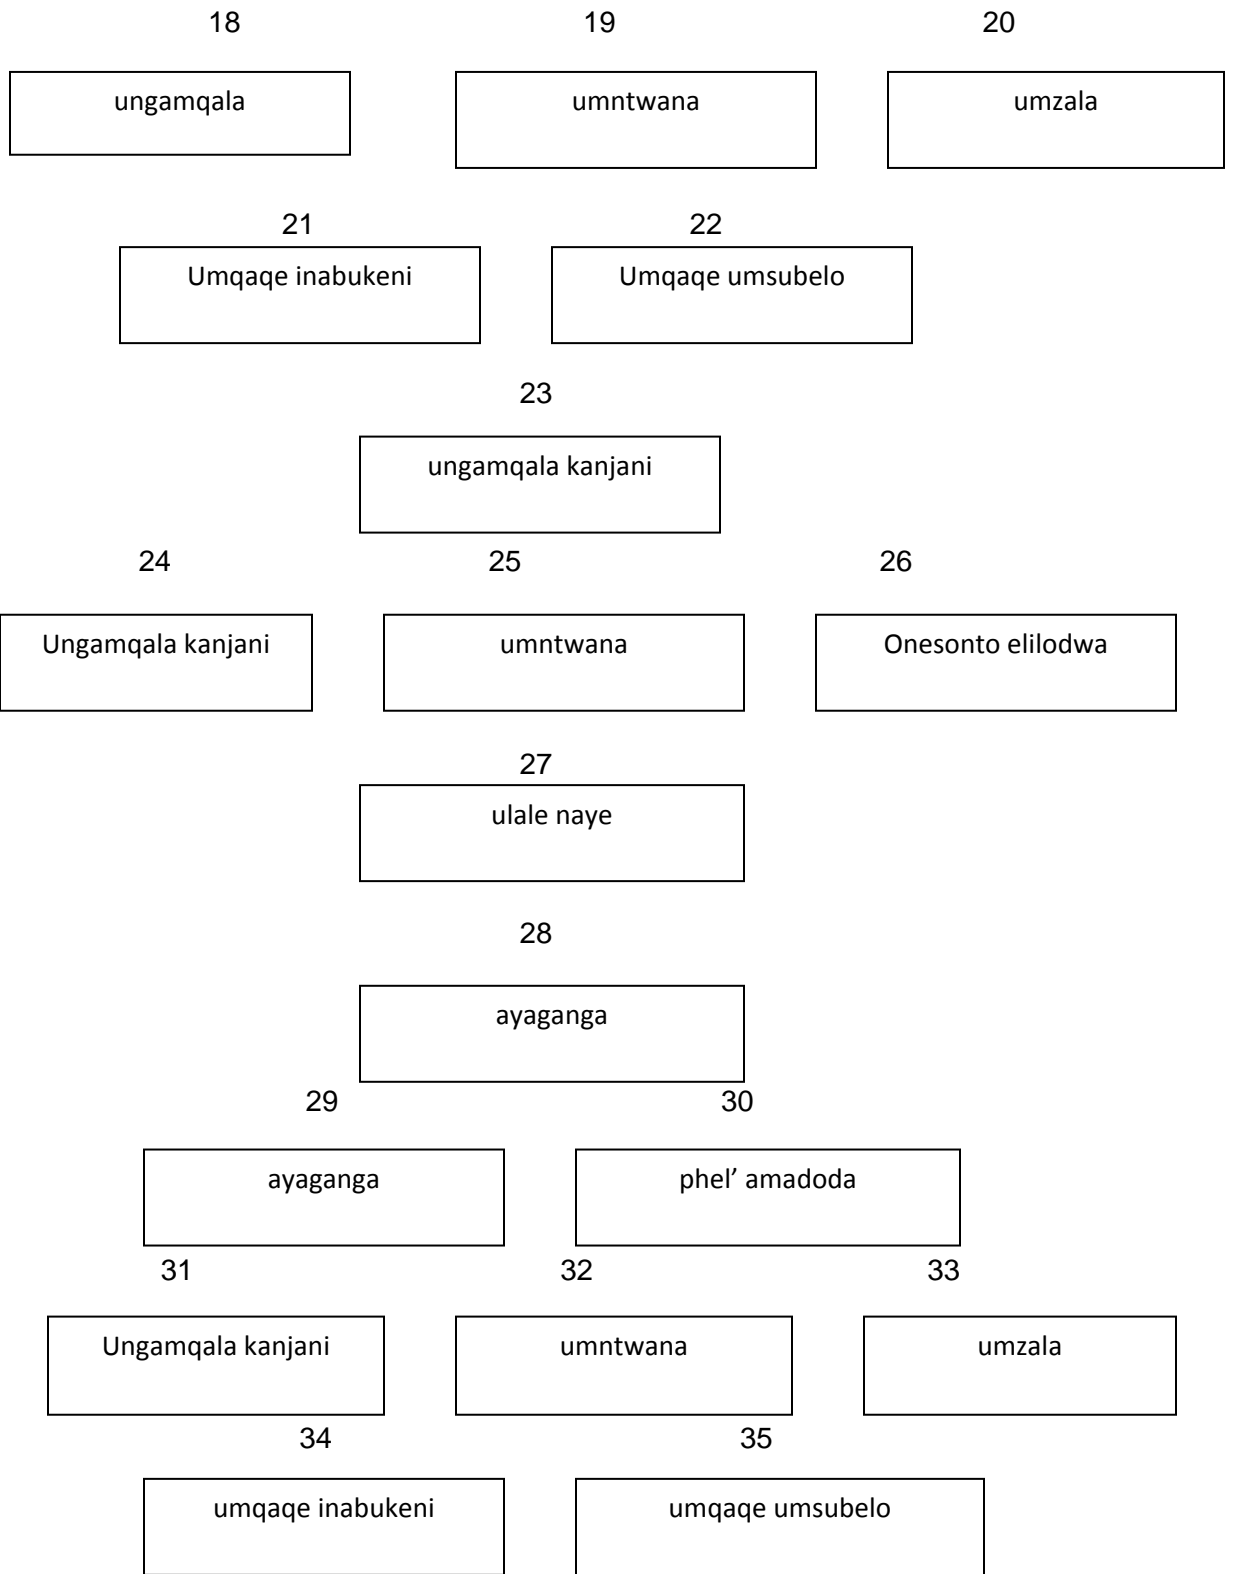 18 19 20
ungamqala umntwana umzala
21 22
Umqaqe inabukeni Umqaqe umsubelo
23
ungamqala kanjani
24 25 26
Ungamqala kanjani umntwana Onesonto elilodwa
27
ulale naye
28
ayaganga
29 30
ayaganga phel’ amadoda
31 32 33
Ungamqala kanjani umntwana umzala
34 35
umqaqe inabukeni umqaqe umsubelo